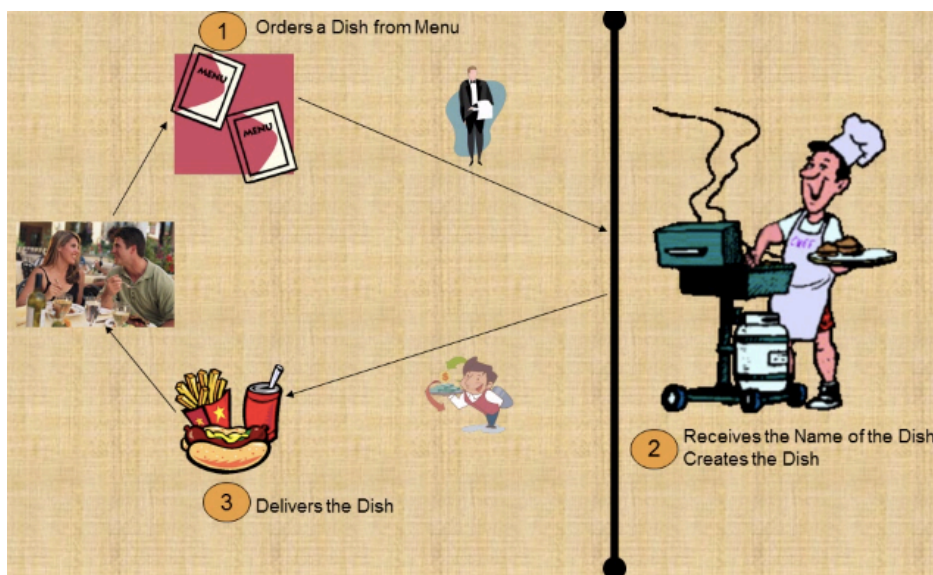 1 Orders a Dish from Menu
MENU
MENU
CHEF
2 Receives the Name of the Dish
Creates the Dish
3 Delivers the Dish